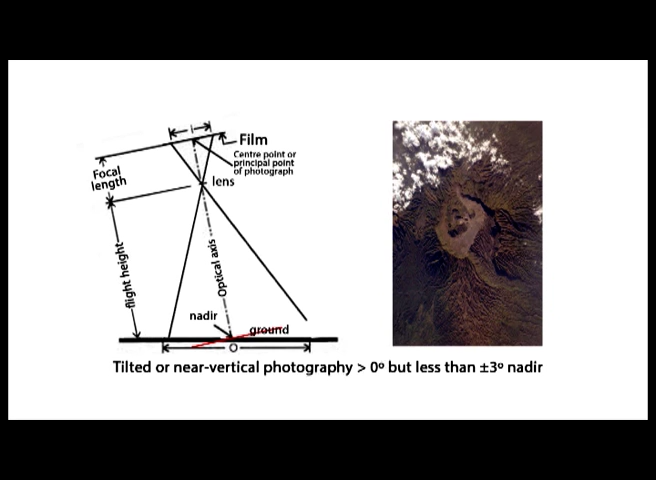 i
Film
Centre point or
principal point
of photograph
Focal
length
lens
flight height
Optical axis
nadir
ground
O
Tilted or near-vertical photography > 0º but less than ±3º nadir